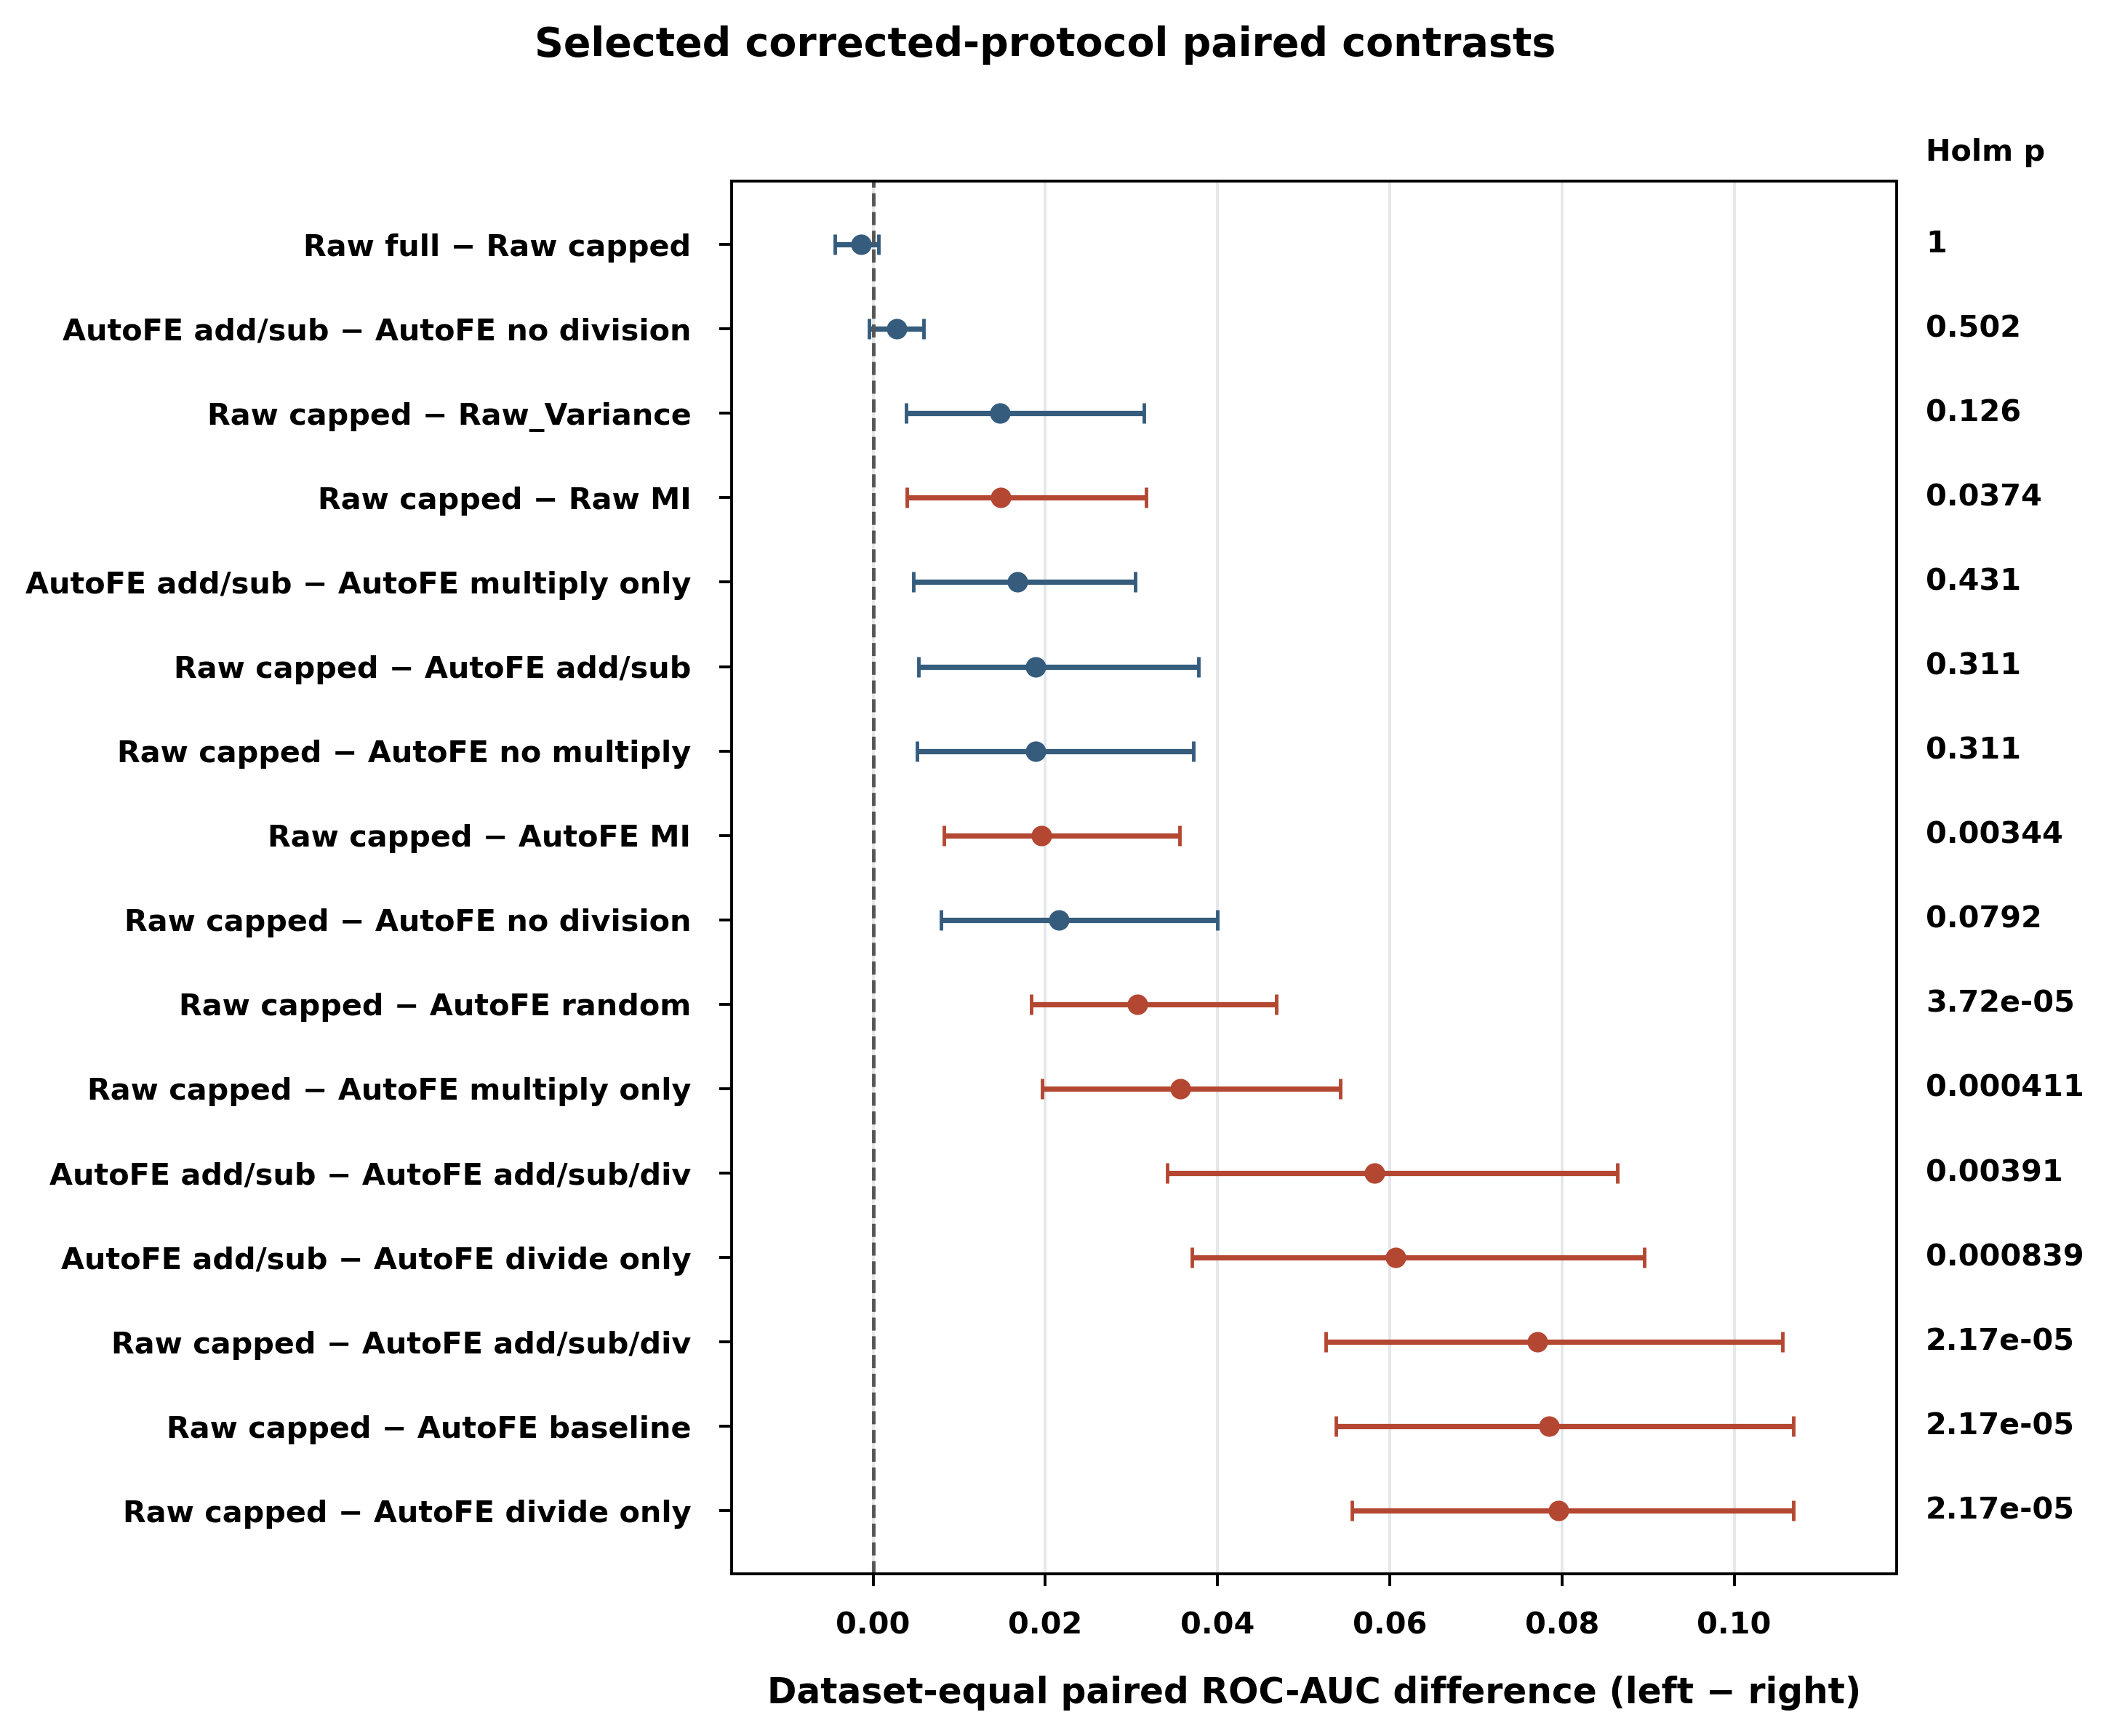 Selected corrected-protocol paired contrasts
Holm p
Raw full − Raw capped 1
AutoFE add/sub − AutoFE no division 0.502
Raw capped − Raw_Variance 0.126
Raw capped − Raw MI 0.0374
AutoFE add/sub − AutoFE multiply only 0.431
Raw capped − AutoFE add/sub 0.311
Raw capped − AutoFE no multiply 0.311
Raw capped − AutoFE MI 0.00344
Raw capped − AutoFE no division 0.0792
Raw capped − AutoFE random 3.72e-05
Raw capped − AutoFE multiply only 0.000411
AutoFE add/sub − AutoFE add/sub/div 0.00391
AutoFE add/sub − AutoFE divide only 0.000839
Raw capped − AutoFE add/sub/div 2.17e-05
Raw capped − AutoFE baseline 2.17e-05
Raw capped − AutoFE divide only 2.17e-05
0.00 0.02 0.04 0.06 0.08 0.10
Dataset-equal paired ROC-AUC difference (left − right)